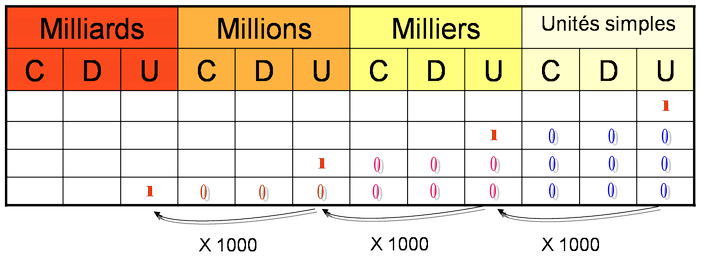 Milliards Millions Milliers Unités simples
C D U C D U C D U C D U
1
1 0 0 0
1 0 0 0 0 0 0
1 0 0 0 0 0 0 0 0 0
X 1000 X 1000 X 1000